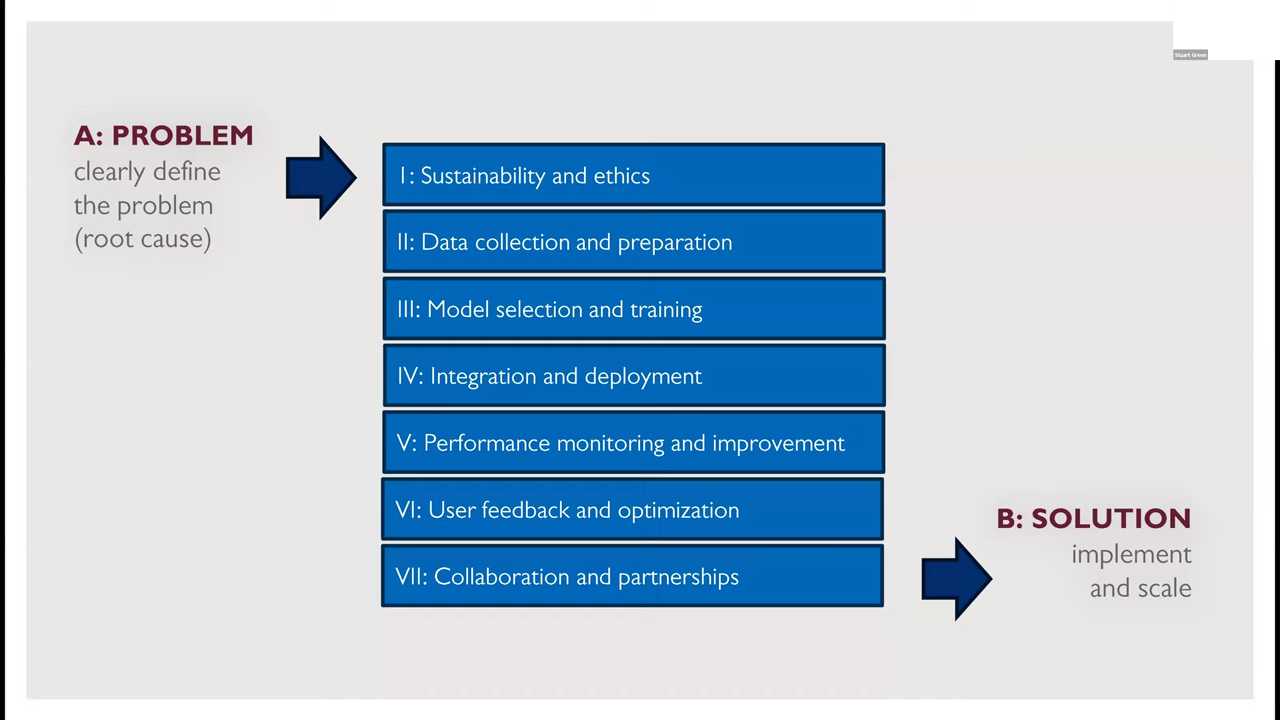 Stuart Green
A: PROBLEM
clearly define
the problem
(root cause)
I: Sustainability and ethics
II: Data collection and preparation
III: Model selection and training
IV: Integration and deployment
V: Performance monitoring and improvement
VI: User feedback and optimization
VII: Collaboration and partnerships
B: SOLUTION
implement
and scale